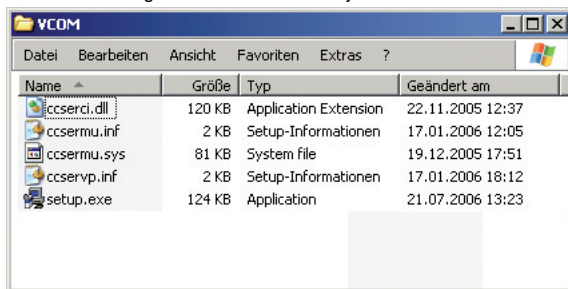 VCOM
Datei Bearbeiten Ansicht Favoriten Extras ?
Name Größe Typ Geändert am
ccserci.dll 120 KB Application Extension 22.11.2005 12:37
ccsermu.inf 2 KB Setup-Informationen 17.01.2006 12:05
ccsermu.sys 81 KB System file 19.12.2005 17:51
ccservp.inf 2 KB Setup-Informationen 17.01.2006 18:12
setup.exe 124 KB Application 21.07.2006 13:23